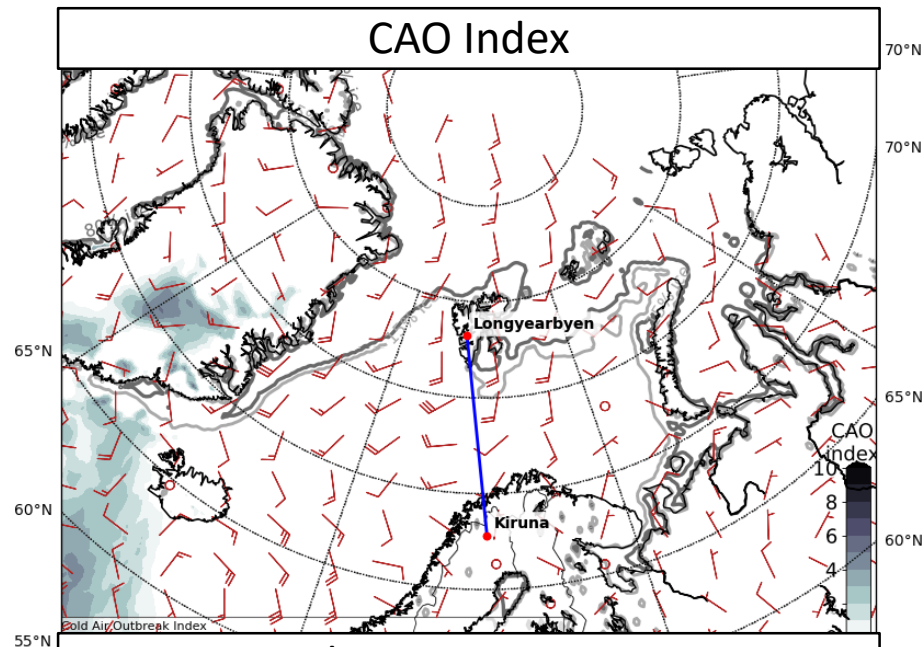 CAO Index
70°N
70°N
Longyearbyen
65°N
65°N
CAO
index
10
8
6
4
Kiruna
60°N
60°N
old Air Outbreak Index
55°N